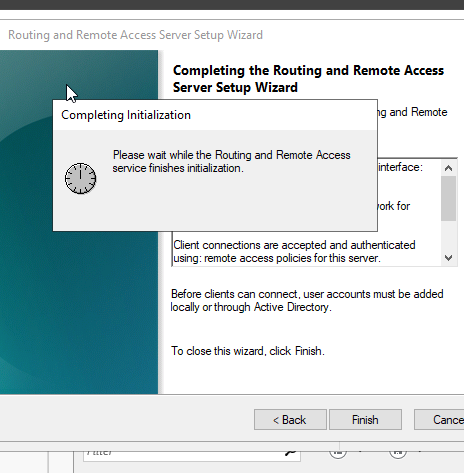 Routing and Remote Access Server Setup Wizard
Completing the Routing and Remote Access
Server Setup Wizard
Completing Initialization
ng and Remote
Please wait while the Routing and Remote Access
service finishes initialization.
interface:
ork for
Client connections are accepted and authenticated
using: remote access policies for this server.
Before clients can connect, user accounts must be added
locally or through Active Directory.
To close this wizard, click Finish.
< Back
Finish
Cance
Filter